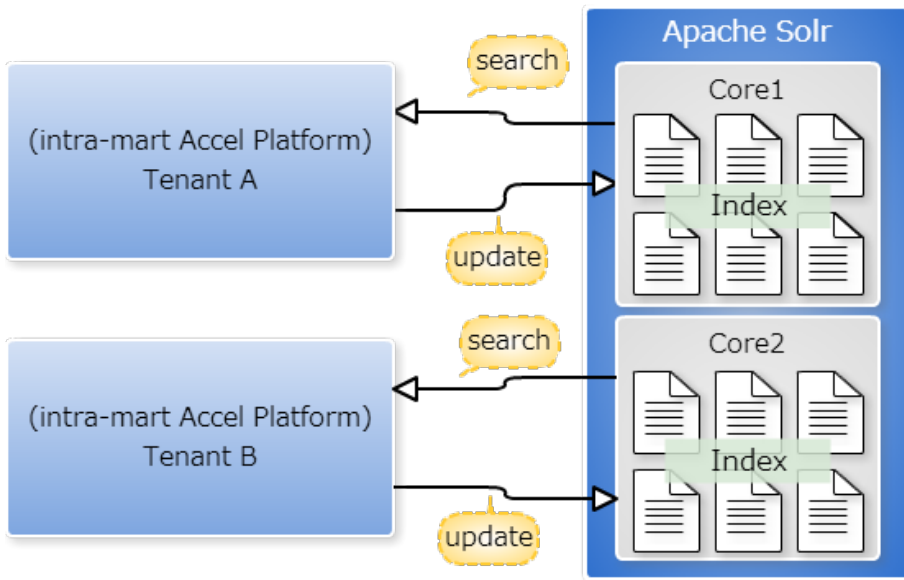 Apache Solr
search
Core1
(intra-mart Accel Platform)
Tenant A
Index
update
search
Core2
(intra-mart Accel Platform)
Tenant B
Index
update